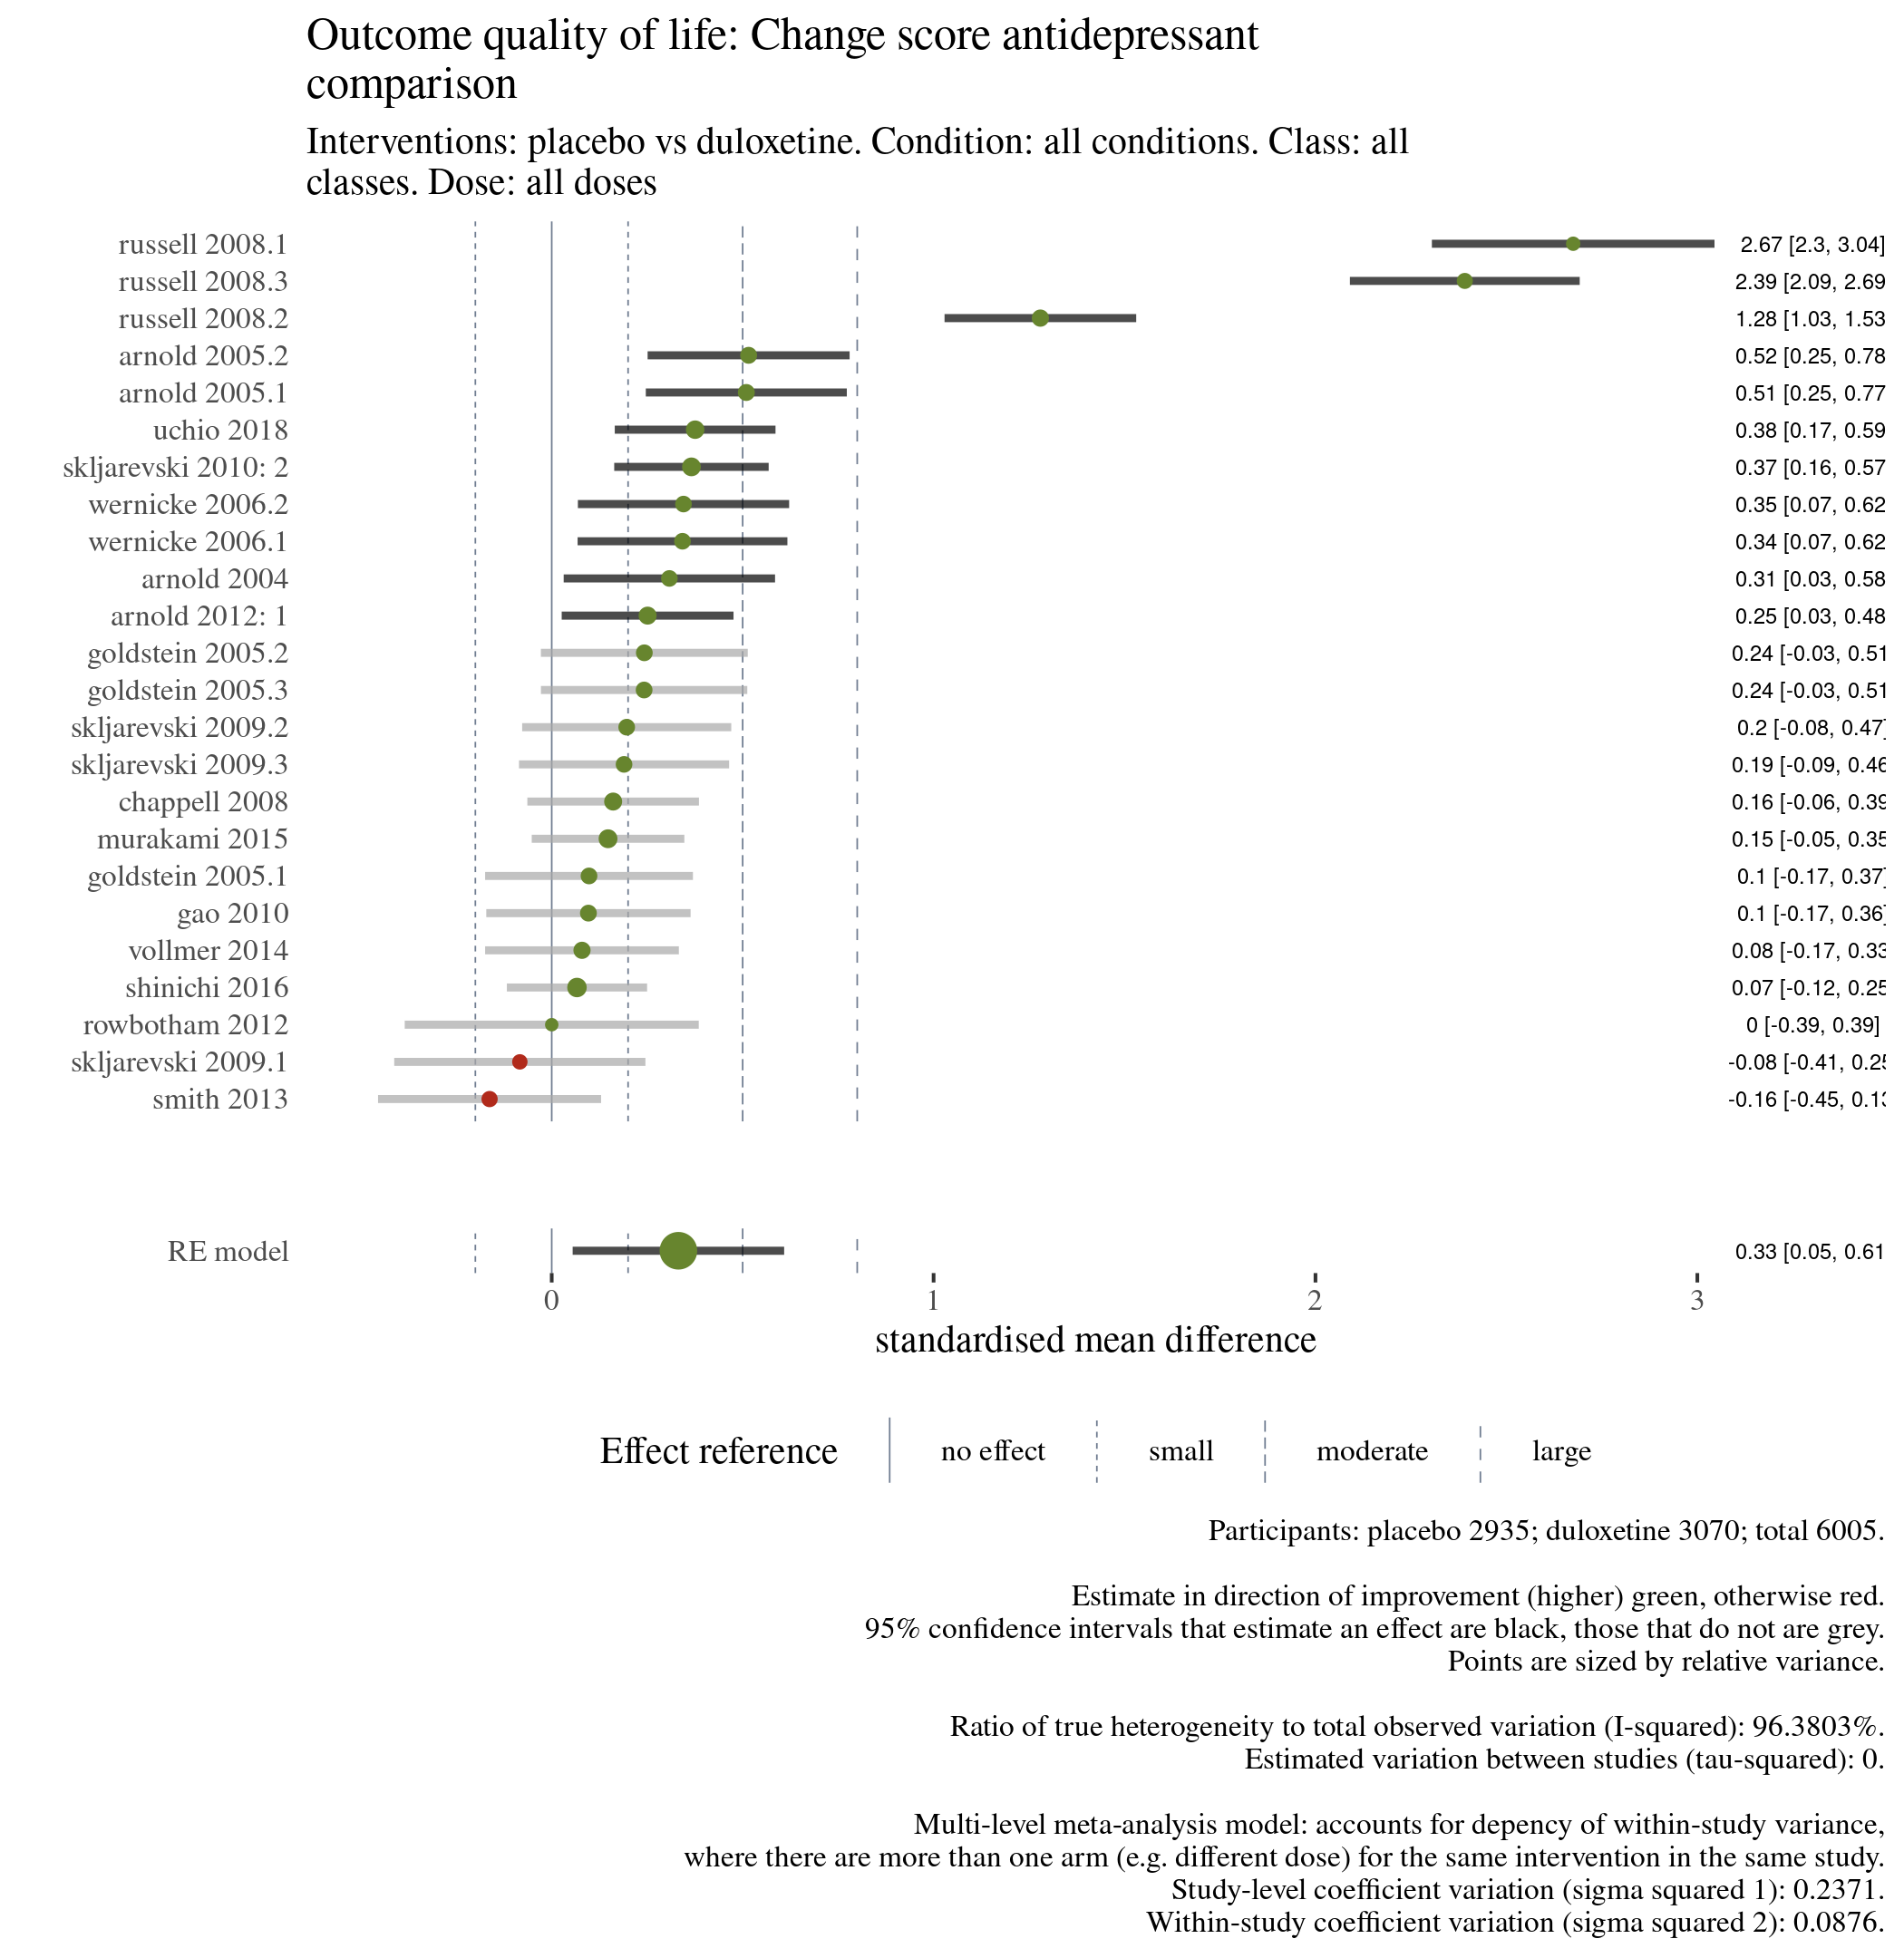 Outcome quality of life: Change score antidepressant
comparison
Interventions: placebo vs duloxetine. Condition: all conditions. Class: all
classes. Dose: all doses
russell 2008.1 2.67 [2.3, 3.04]
russell 2008.3 2.39 [2.09, 2.69
russell 2008.2 1.28 [1.03, 1.53
arnold 2005.2 0.52 [0.25, 0.78
arnold 2005.1 0.51 [0.25, 0.77
uchio 2018 0.38 [0.17, 0.59
skljarevski 2010: 2 0.37 [0.16, 0.57
wernicke 2006.2 0.35 [0.07, 0.62
wernicke 2006.1 0.34 [0.07, 0.62
arnold 2004 0.31 [0.03, 0.58
arnold 2012: 1 0.25 [0.03, 0.48
goldstein 2005.2 0.24 [-0.03, 0.51
goldstein 2005.3 0.24 [-0.03, 0.51
skljarevski 2009.2 0.2 [-0.08, 0.47]
skljarevski 2009.3 0.19 [-0.09, 0.46
chappell 2008 0.16 [-0.06, 0.39
murakami 2015 0.15 [-0.05, 0.35
goldstein 2005.1 0.1 [-0.17, 0.37]
gao 2010 0.1 [-0.17, 0.36]
vollmer 2014 0.08 [-0.17, 0.33
shinichi 2016 0.07 [-0.12, 0.25
rowbotham 2012 0 [-0.39, 0.39]
skljarevski 2009.1 -0.08 [-0.41, 0.25
smith 2013 -0.16 [-0.45, 0.13
RE model 0.33 [0.05, 0.61
0 1 2 3
standardised mean difference
Effect reference no effect small moderate large
Participants: placebo 2935; duloxetine 3070; total 6005.
Estimate in direction of improvement (higher) green, otherwise red.
95% confidence intervals that estimate an effect are black, those that do not are grey.
Points are sized by relative variance.
Ratio of true heterogeneity to total observed variation (I-squared): 96.3803%.
Estimated variation between studies (tau-squared): 0.
Multi-level meta-analysis model: accounts for depency of within-study variance,
where there are more than one arm (e.g. different dose) for the same intervention in the same study.
Study-level coefficient variation (sigma squared 1): 0.2371.
Within-study coefficient variation (sigma squared 2): 0.0876.